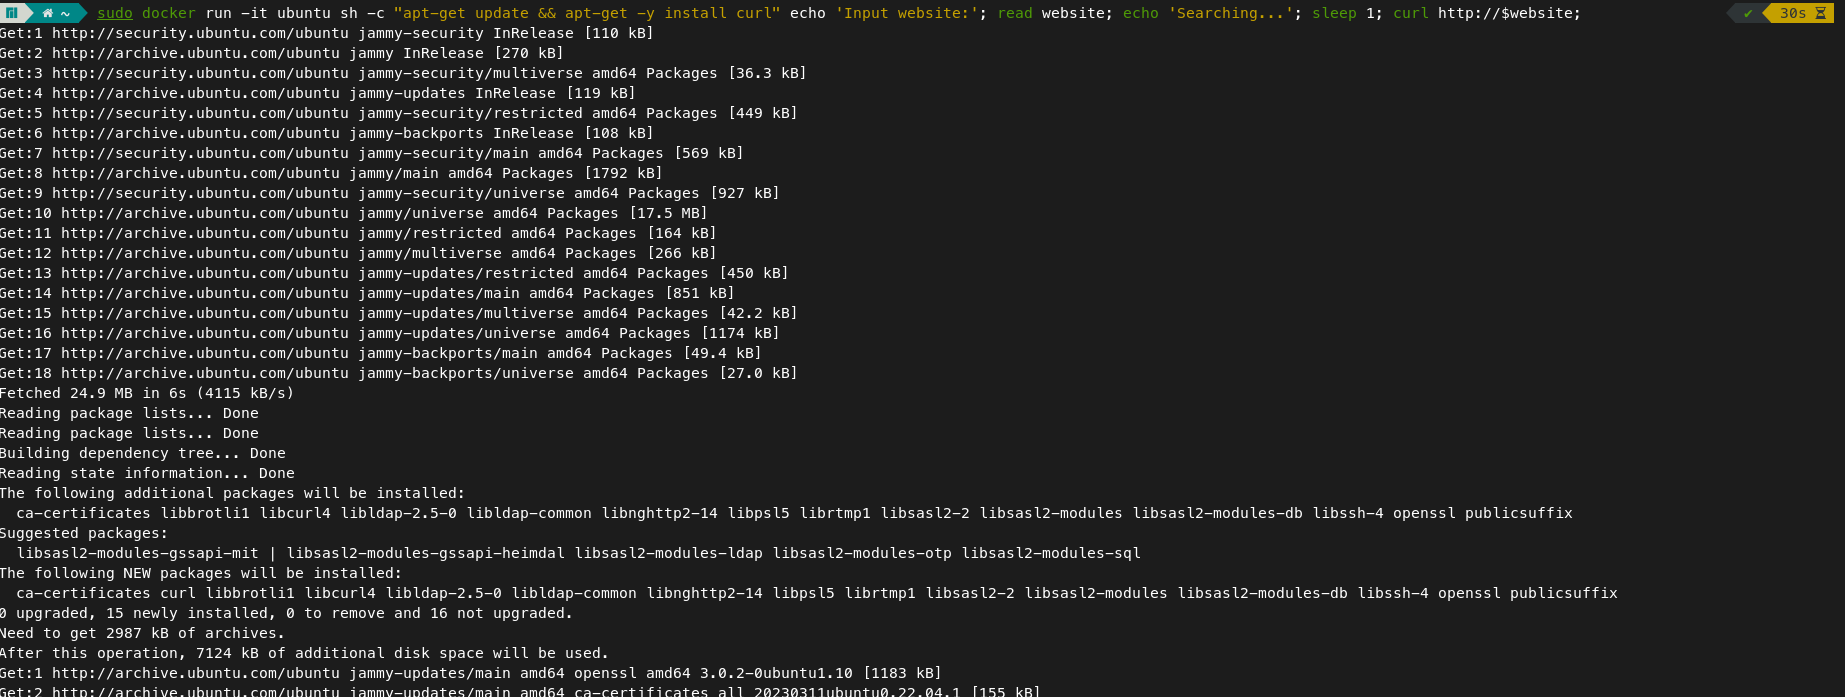 ~ sudo docker run -it ubuntu sh -c "apt-get update && apt-get -y install curl" echo 'Input website:'; read website; echo 'Searching...'; sleep 1; curl http://$website; ✔ 30s
Get:1 http://security.ubuntu.com/ubuntu jammy-security InRelease [110 kB]
Get:2 http://archive.ubuntu.com/ubuntu jammy InRelease [270 kB]
Get:3 http://security.ubuntu.com/ubuntu jammy-security/multiverse amd64 Packages [36.3 kB]
Get:4 http://archive.ubuntu.com/ubuntu jammy-updates InRelease [119 kB]
Get:5 http://security.ubuntu.com/ubuntu jammy-security/restricted amd64 Packages [449 kB]
Get:6 http://archive.ubuntu.com/ubuntu jammy-backports InRelease [108 kB]
Get:7 http://security.ubuntu.com/ubuntu jammy-security/main amd64 Packages [569 kB]
Get:8 http://archive.ubuntu.com/ubuntu jammy/main amd64 Packages [1792 kB]
Get:9 http://security.ubuntu.com/ubuntu jammy-security/universe amd64 Packages [927 kB]
Get:10 http://archive.ubuntu.com/ubuntu jammy/universe amd64 Packages [17.5 MB]
Get:11 http://archive.ubuntu.com/ubuntu jammy/restricted amd64 Packages [164 kB]
Get:12 http://archive.ubuntu.com/ubuntu jammy/multiverse amd64 Packages [266 kB]
Get:13 http://archive.ubuntu.com/ubuntu jammy-updates/restricted amd64 Packages [450 kB]
Get:14 http://archive.ubuntu.com/ubuntu jammy-updates/main amd64 Packages [851 kB]
Get:15 http://archive.ubuntu.com/ubuntu jammy-updates/multiverse amd64 Packages [42.2 kB]
Get:16 http://archive.ubuntu.com/ubuntu jammy-updates/universe amd64 Packages [1174 kB]
Get:17 http://archive.ubuntu.com/ubuntu jammy-backports/main amd64 Packages [49.4 kB]
Get:18 http://archive.ubuntu.com/ubuntu jammy-backports/universe amd64 Packages [27.0 kB]
Fetched 24.9 MB in 6s (4115 kB/s)
Reading package lists... Done
Reading package lists... Done
Building dependency tree... Done
Reading state information... Done
The following additional packages will be installed:
  ca-certificates libbrotli1 libcurl4 libldap-2.5-0 libldap-common libnghttp2-14 libpsl5 librtmp1 libsasl2-2 libsasl2-modules libsasl2-modules-db libssh-4 openssl publicsuffix
Suggested packages:
  libsasl2-modules-gssapi-mit | libsasl2-modules-gssapi-heimdal libsasl2-modules-ldap libsasl2-modules-otp libsasl2-modules-sql
The following NEW packages will be installed:
  ca-certificates curl libbrotli1 libcurl4 libldap-2.5-0 libldap-common libnghttp2-14 libpsl5 librtmp1 libsasl2-2 libsasl2-modules libsasl2-modules-db libssh-4 openssl publicsuffix
0 upgraded, 15 newly installed, 0 to remove and 16 not upgraded.
Need to get 2987 kB of archives.
After this operation, 7124 kB of additional disk space will be used.
Get:1 http://archive.ubuntu.com/ubuntu jammy-updates/main amd64 openssl amd64 3.0.2-0ubuntu1.10 [1183 kB]
Get:2 http://archive.ubuntu.com/ubuntu jammy-updates/main amd64 ca-certificates all 20230311ubuntu0.22.04.1 [155 kB]